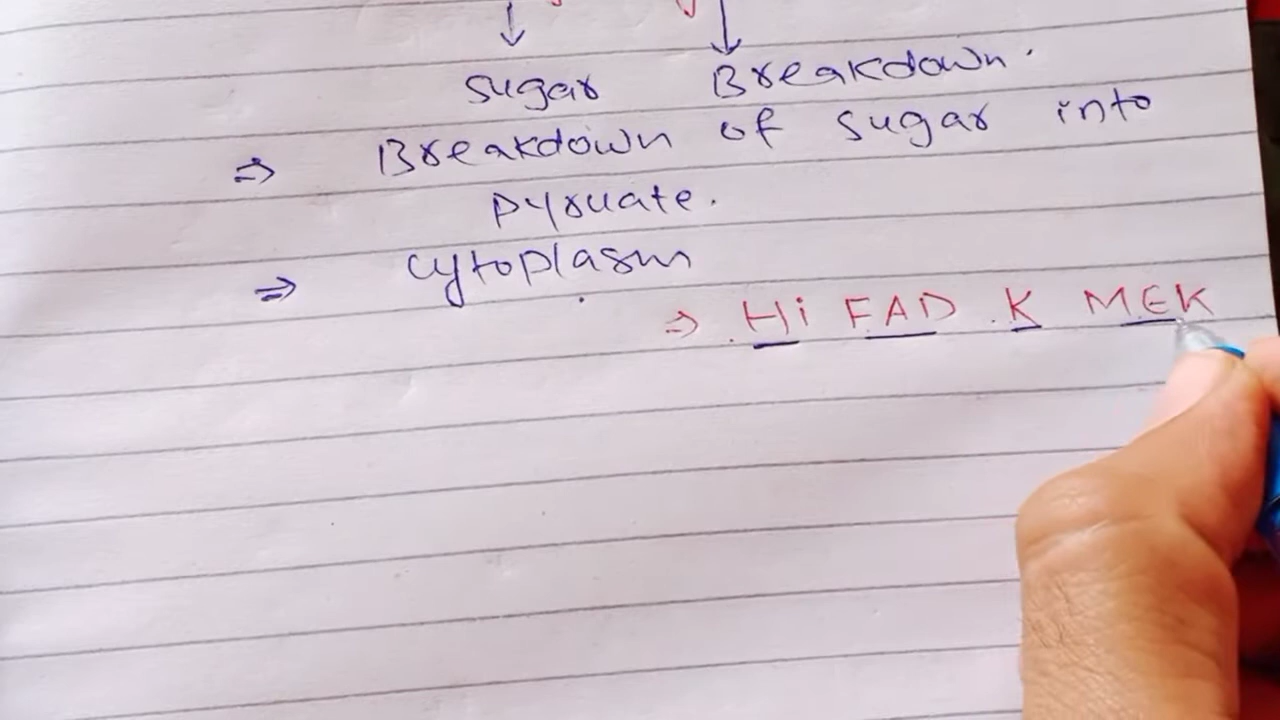 ↓ ↓
sugar Breakdown.
⇒ Breakdown of sugar into
pyruate.
⇒ cytoplasm
⇒ Hi FAD K MEK